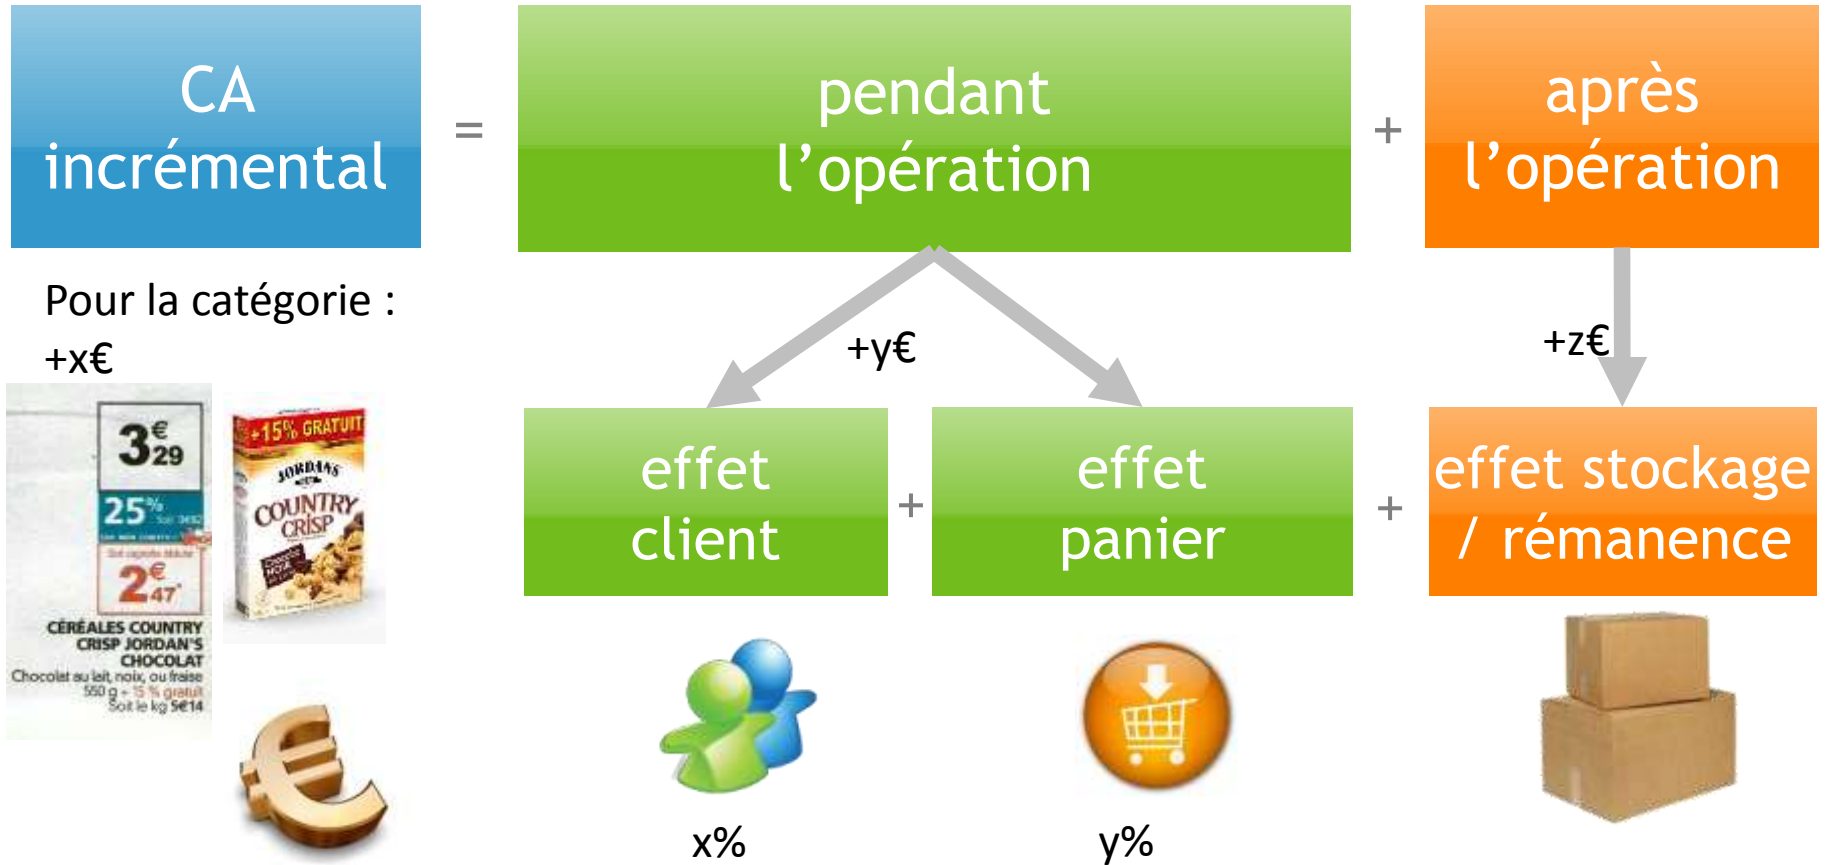 CA
incrémental
=
pendant
l’opération
+
après
l’opération
Pour la catégorie :
+x€
+y€
+z€
3€29
25%
2€47*
CÉRÉALES COUNTRY
CRISP JORDAN'S
CHOCOLAT
Chocolat au lait, noix, ou fraise
550 g + 15 % gratuit
Soit le kg 5€14
+15% GRATUIT
JORDANS
COUNTRY
CRISP
effet
client
+
effet
panier
+
effet stockage
/ rémanence
x%
y%